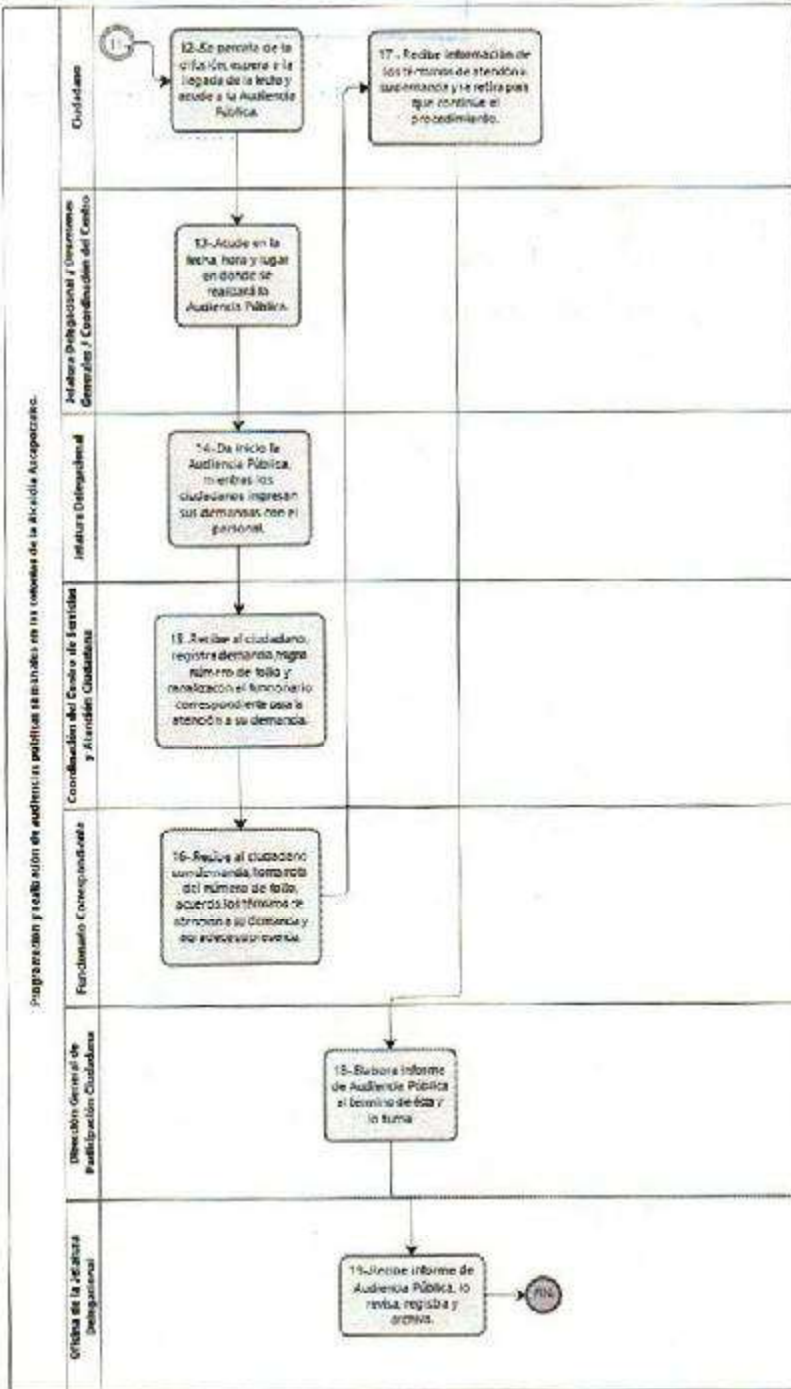 Programación y realización de audiencias públicas semanales en las colonias de la Alcaldía Azcapotzalco.
Ciudadano
11
12-.Se percata de la
difusión, espera a la
llegada de la fecha y
acude a la Audiencia
Pública.
17-. Recibe información de
los términos de atención a
su demanda y se retira para
que continúe el
procedimiento.
Jefatura Delegacional / Direcciones
Generales / Coordinación del Centro
13-.Acude en la
fecha, hora y lugar
en donde se
realizará la
Audiencia Pública.
Jefatura Delegacional
14-.Da inicio la
Audiencia Pública,
mientras los
ciudadanos ingresan
sus demandas con el
personal.
Coordinación del Centro de Servicios
y Atención Ciudadana
15-.Recibe al ciudadano,
registra demanda,
número de folio y
el funcionario
correspondiente para la
atención a su demanda.
Funcionario Correspondiente
16-.Recibe al ciudadano
su demanda, toma nota
del número de folio,
acuerda los términos de
atención a su demanda y
Dirección General de
Participación Ciudadana
18-.Elabora informe
de Audiencia Pública
al termino de ésta y
lo turna
Oficina de la Jefatura
Delegacional
19-.Recibe informe de
Audiencia Pública, lo
revisa, registra y
archiva.
FIN